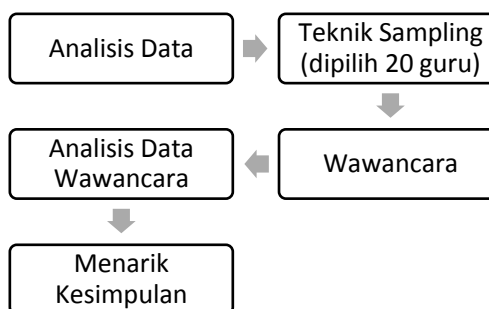 Analisis Data
Teknik Sampling
(dipilih 20 guru)
Wawancara
Analisis Data
Wawancara
Menarik
Kesimpulan